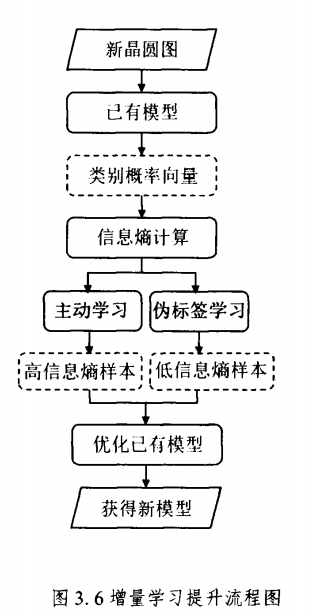 新晶圆图
已有模型
类别概率向量
信息熵计算
主动学习
伪标签学习
高信息熵样本
低信息熵样本
优化已有模型
获得新模型
图 3.6 增量学习提升流程图